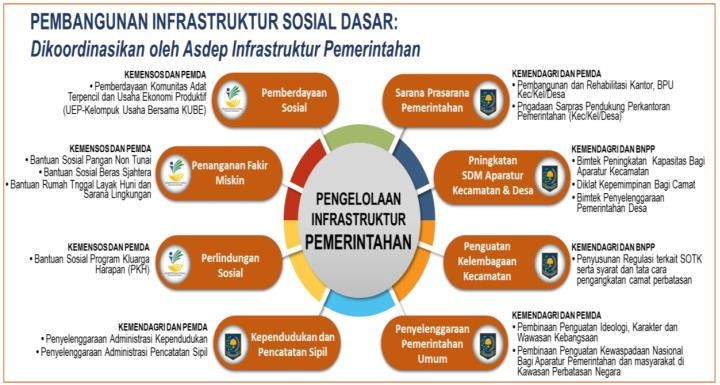 PEMBANGUNAN INFRASTRUKTUR SOSIAL DASAR:
Dikoordinasikan oleh Asdep Infrastruktur Pemerintahan
KEMENSOS DAN PEMDA
• Pemberdayaan Komunitas Adat
Terpencil dan Usaha Ekonomi Produktif
(UEP-Kelompuk Usaha Bersama KUBE)
Pemberdayaan
Sosial
KEMENSOS DAN PEMDA
• Bantuan Sosial Pangan Non Tunai
• Bantuan Sosial Beras Sjahtera
• Bantuan Rumah Tnggal Layak Huni dan
Sarana Lingkungan
Penanganan Fakir
Miskin
KEMENSOS DAN PEMDA
• Bantuan Sosial Program Kluarga
Harapan (PKH)
Perlindungan
Sosial
KEMENDAGRI DAN PEMDA
• Penyelenggaraan Administrasi Kependudukan
• Penyelenggaraan Administrasi Pencatatan Sipil
Kependudukan dan
Pencatatan Sipil
PENGELOLAAN
INFRASTRUKTUR
PEMERINTAHAN
Sarana Prasarana
Pemerintahan
KEMENDAGRI DAN PEMDA
• Pembangunan dan Rehabilitasi Kantor, BPU
Kec/Kel/Desa)
• Pngadaan Sarpras Pendukung Perkantoran
Pemerintahan (Kec/Kel/Desa)
Pningkatan
SDM Aparatur
Kecamatan & Desa
KEMENDAGRI DAN BNPP
• Bimtek Peningkatan Kapasitas Bagi
Aparatur Kecamatan
• Diklat Kepemimpinan Bagi Camat
• Bimtek Penyelenggaraan
Pemerintahan Desa
Penguatan
Kelembagaan
Kecamatan
KEMENDAGRI DAN BNPP
• Penyusunan Regulasi terkait SOTK
serta syarat dan tata cara
pengangkatan camat perbatasan
Penyelenggaraan
Pemerintahan
Umum
KEMENDAGRI DAN PEMDA
• Pembinaan Penguatan Ideologi, Karakter dan
Wawasan Kebangsaan
• Pembinaan Penguatan Kewaspadaan Nasional
Bagi Aparatur Pemerintahan dan masyarakat di
Kawasan Perbatasan Negara